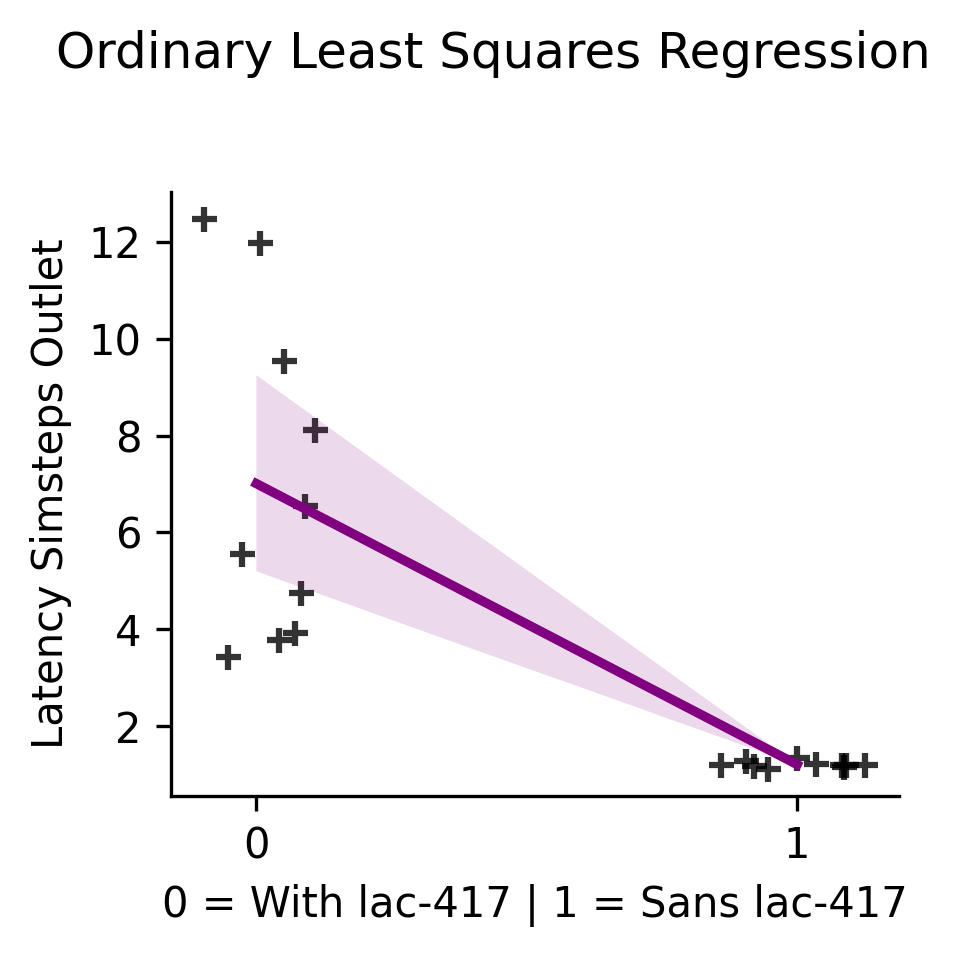 Ordinary Least Squares Regression
Latency Simsteps Outlet
12
10
8
6
4
2
0
1
0 = With lac-417 | 1 = Sans lac-417